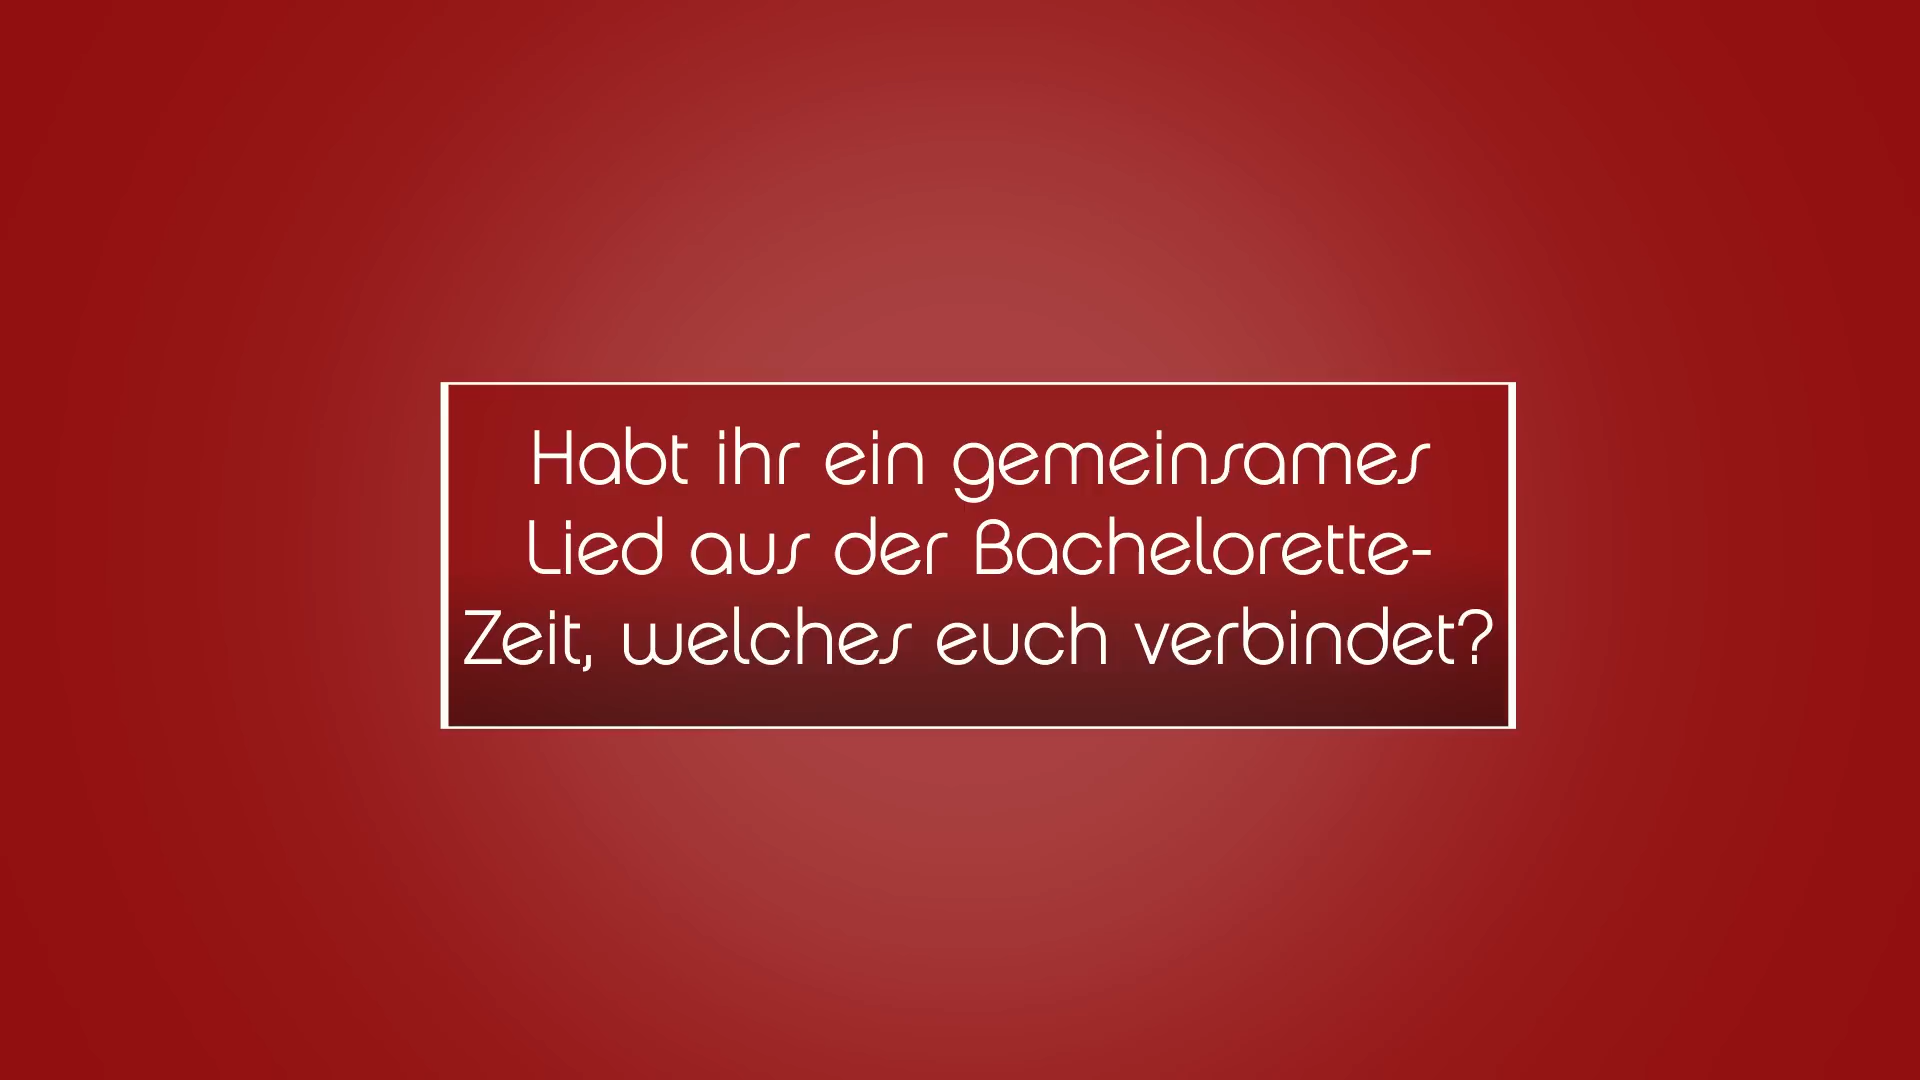 Habt ihr ein gemeinsames
Lied aus der Bachelorette-
Zeit, welches euch verbindet?